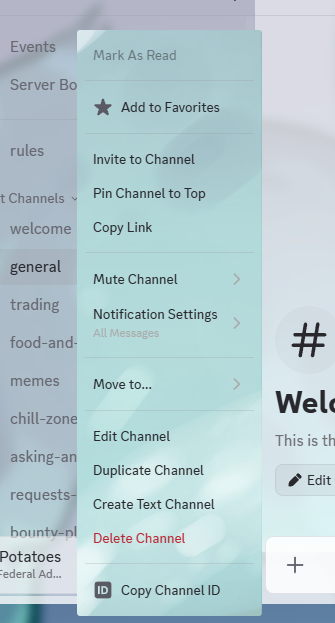 Events
Server Bo
rules
t Channels
welcome
general
trading
food-and-
memes
chill-zone
asking-an
requests-
bounty-pl
Potatoes
Federal Ad...
Mark As Read
Add to Favorites
Invite to Channel
Pin Channel to Top
Copy Link
Mute Channel
Notification Settings
All Messages
Move to...
Edit Channel
Duplicate Channel
Create Text Channel
Delete Channel
ID Copy Channel ID
#
Welc
This is th
Edit